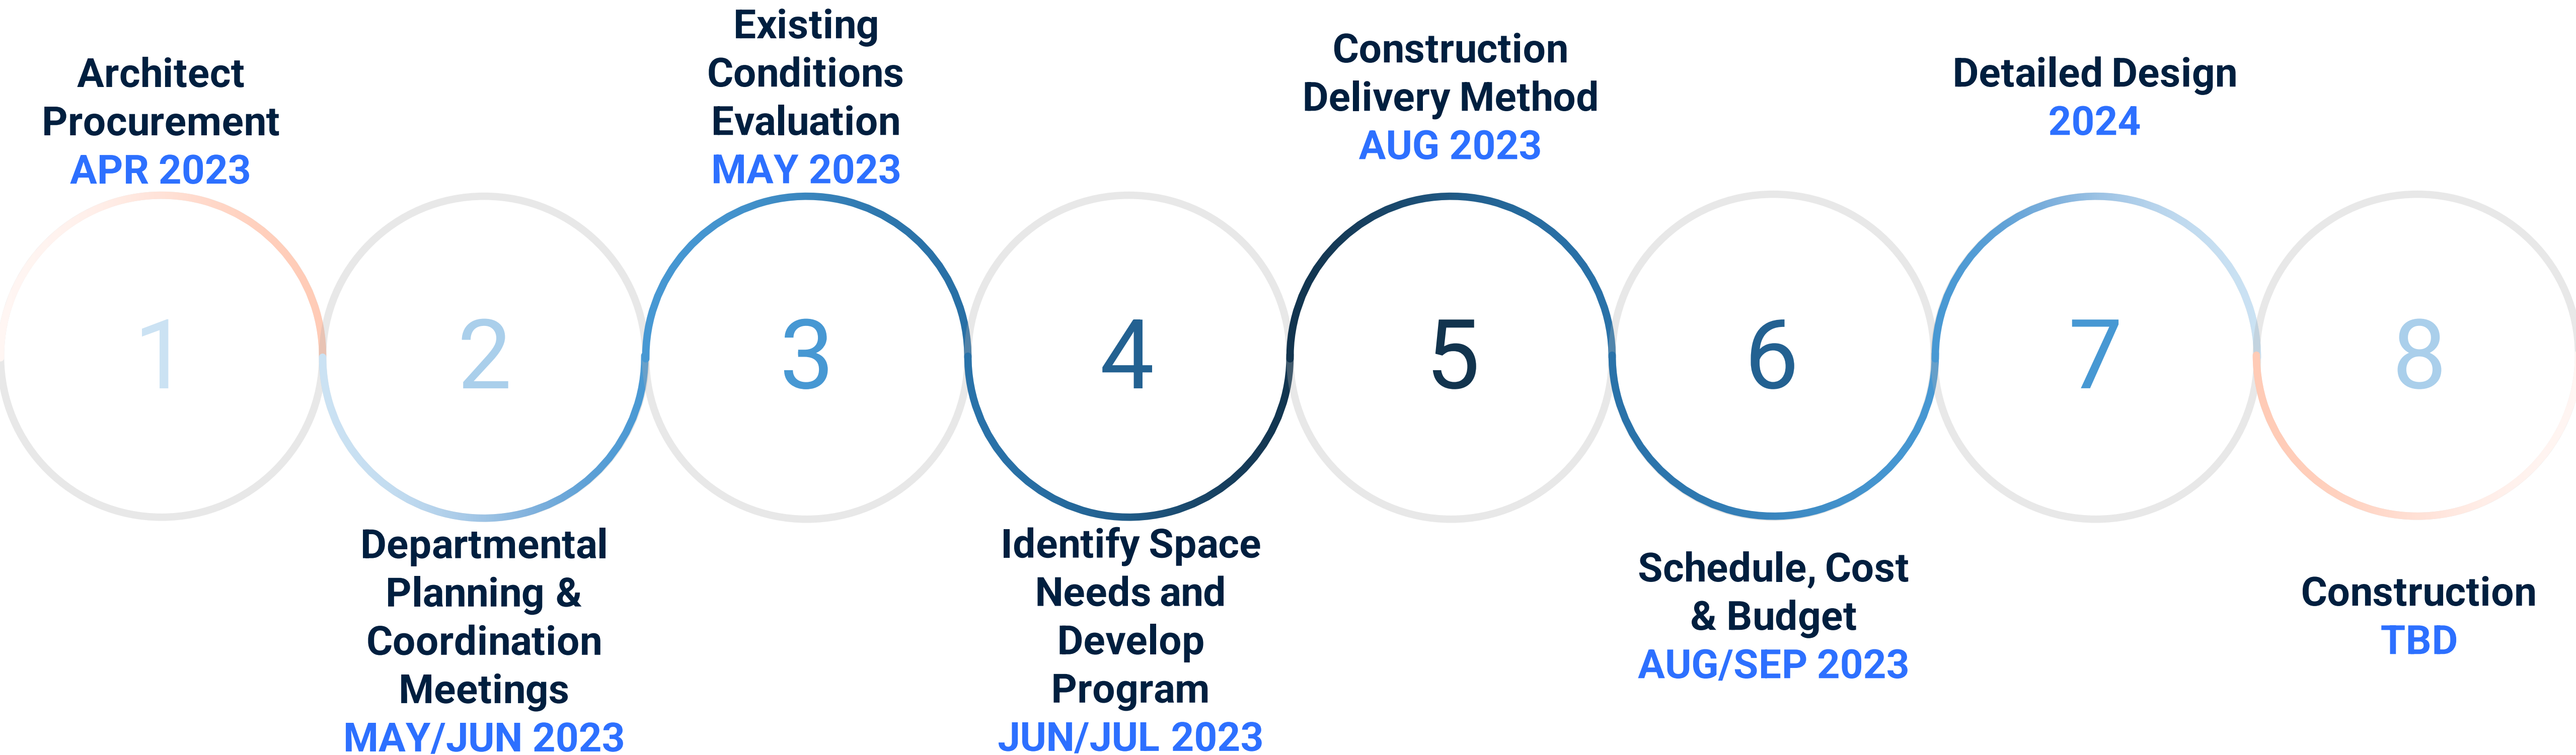 Architect
Procurement
APR 2023
1
2
Departmental
Planning &
Coordination
Meetings
MAY/JUN 2023
Existing
Conditions
Evaluation
MAY 2023
3
4
Identify Space
Needs and
Develop
Program
JUN/JUL 2023
Construction
Delivery Method
AUG 2023
5
6
Schedule, Cost
& Budget
AUG/SEP 2023
Detailed Design
2024
7
8
Construction
TBD